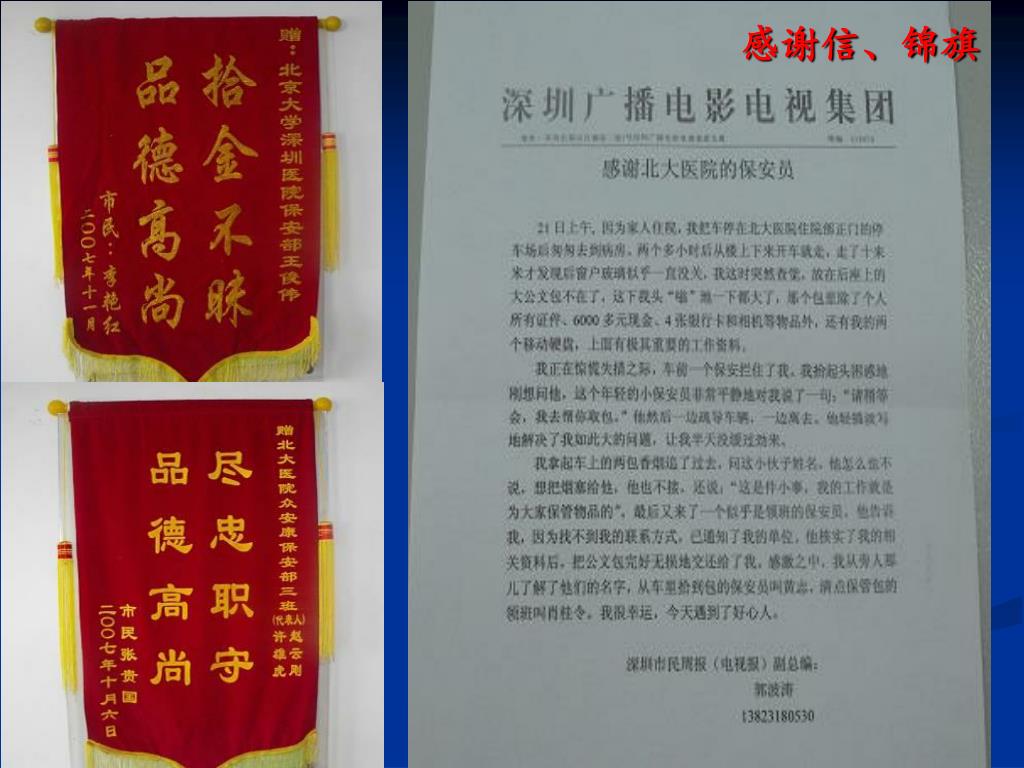 感谢信、锦旗
赠：北京大学深圳医院保安部王俊伟
拾金不昧
品德高尚
市民：李艳红
二00七年十一月
赠北大医院众安康保安部三班
(代表人)赵云刚
许雄虎
尽忠职守
品德高尚
市民张贵国
二00七年十月六日
深圳广播电影电视集团
感谢北大医院的保安员
21日上午，因为家人住院，我把车停在北大医院住院部正门的停
车场后匆匆去到病房。两个多小时后从楼上下来开车就走，走了十来
米才发现后窗户玻璃似乎一直没关，我这时突然查觉，放在后座上的
大公文包不在了，这下我头“嗡”地一下都大了，那个包里除了个人
所有证件、6000多元现金、4张银行卡和相机等物品外，还有我的两
个移动硬盘，上面有极其重要的工作资料。
我正在惊慌失措之际，车前一个保安拦住了我。我抬起头困惑地
刚想问他，这个年轻的小保安员非常平静地对我说了一句：“请稍等
会，我去帮你取包。”他然后一边疏导车辆，一边离去。他轻描淡写
地解决了我如此大的问题，让我半天没缓过劲来。
我拿起车上的两包香烟追了过去，问这小伙子姓名，他怎么也不
说，想把烟塞给他，他也不接，还说：“这是件小事，我的工作就是
为大家保管物品的”。最后又来了一个似乎是领班的保安员，他告诉
我，因为找不到我的联系方式，已通知了我的单位，他核实了我的相
关资料后，把公文包完好无损地交还给了我。感激之中，我从旁人那
儿了解了他们的名字，从车里拾到包的保安员叫黄志，清点保管包的
领班叫肖桂令。我很幸运，今天遇到了好心人。
深圳市民周报（电视报）副总编：
郭波涛
13823180530